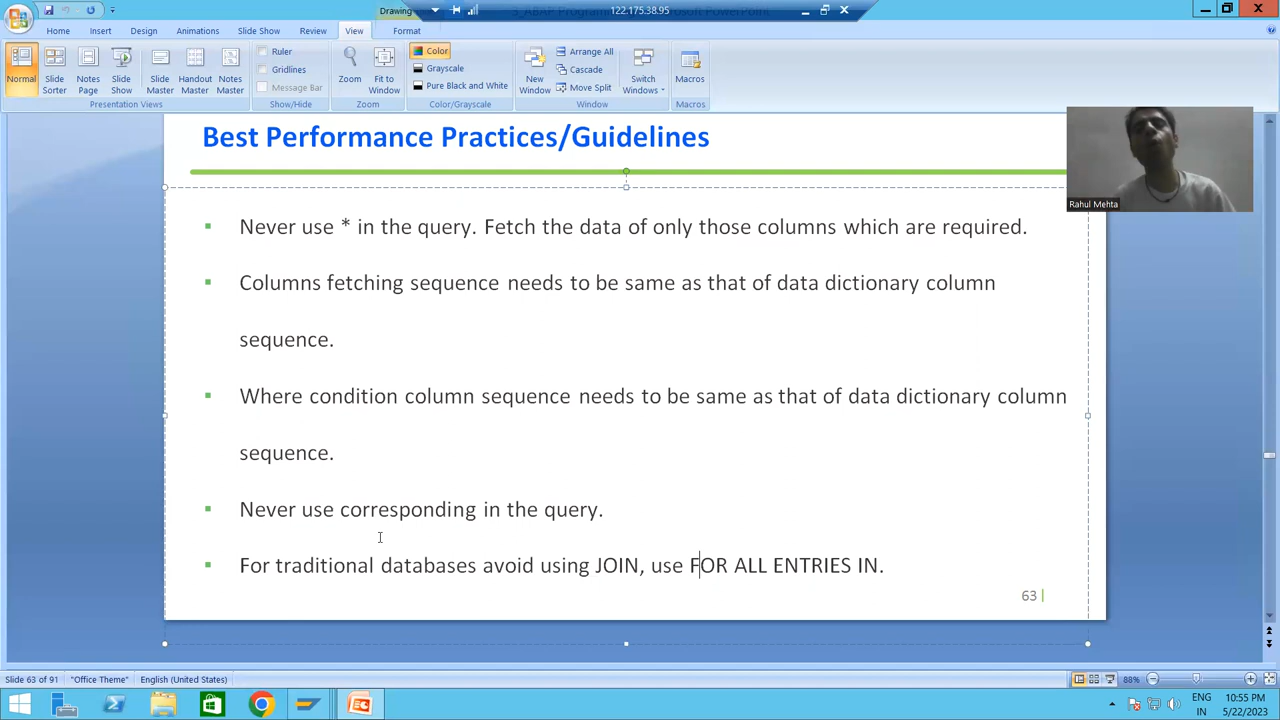 Drawing
122.175.38.95
Home Insert Design Animations Slide Show Review View Format
Ruler
Gridlines
Message Bar
Color
Grayscale
Pure Black and White
Arrange All
Cascade
Move Split
Normal Slide Sorter Notes Page Slide Show Slide Master Handout Master Notes Master Zoom Fit to Window New Window Switch Windows Macros
Presentation Views Show/Hide Zoom Color/Grayscale Window Macros
Best Performance Practices/Guidelines
Rahul Mehta
▪ Never use * in the query. Fetch the data of only those columns which are required.
▪ Columns fetching sequence needs to be same as that of data dictionary column
sequence.
▪ Where condition column sequence needs to be same as that of data dictionary column
sequence.
▪ Never use corresponding in the query.
▪ For traditional databases avoid using JOIN, use FOR ALL ENTRIES IN.
63
Slide 63 of 91 "Office Theme" English (United States) 88%
ENG 10:55 PM
IN 5/22/2023